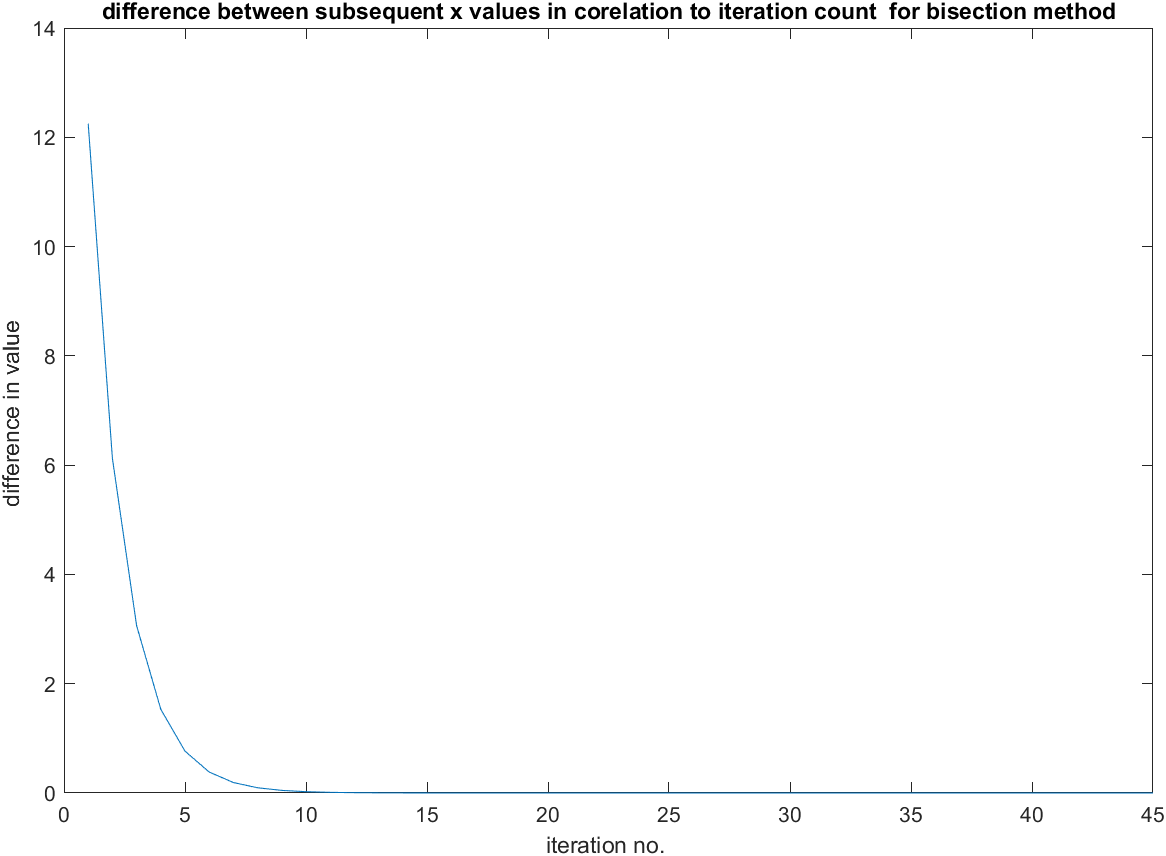 difference between subsequent x values in corelation to iteration count  for bisection method
14
12
10
8
6
4
2
0
difference in value
0 5 10 15 20 25 30 35 40 45
iteration no.